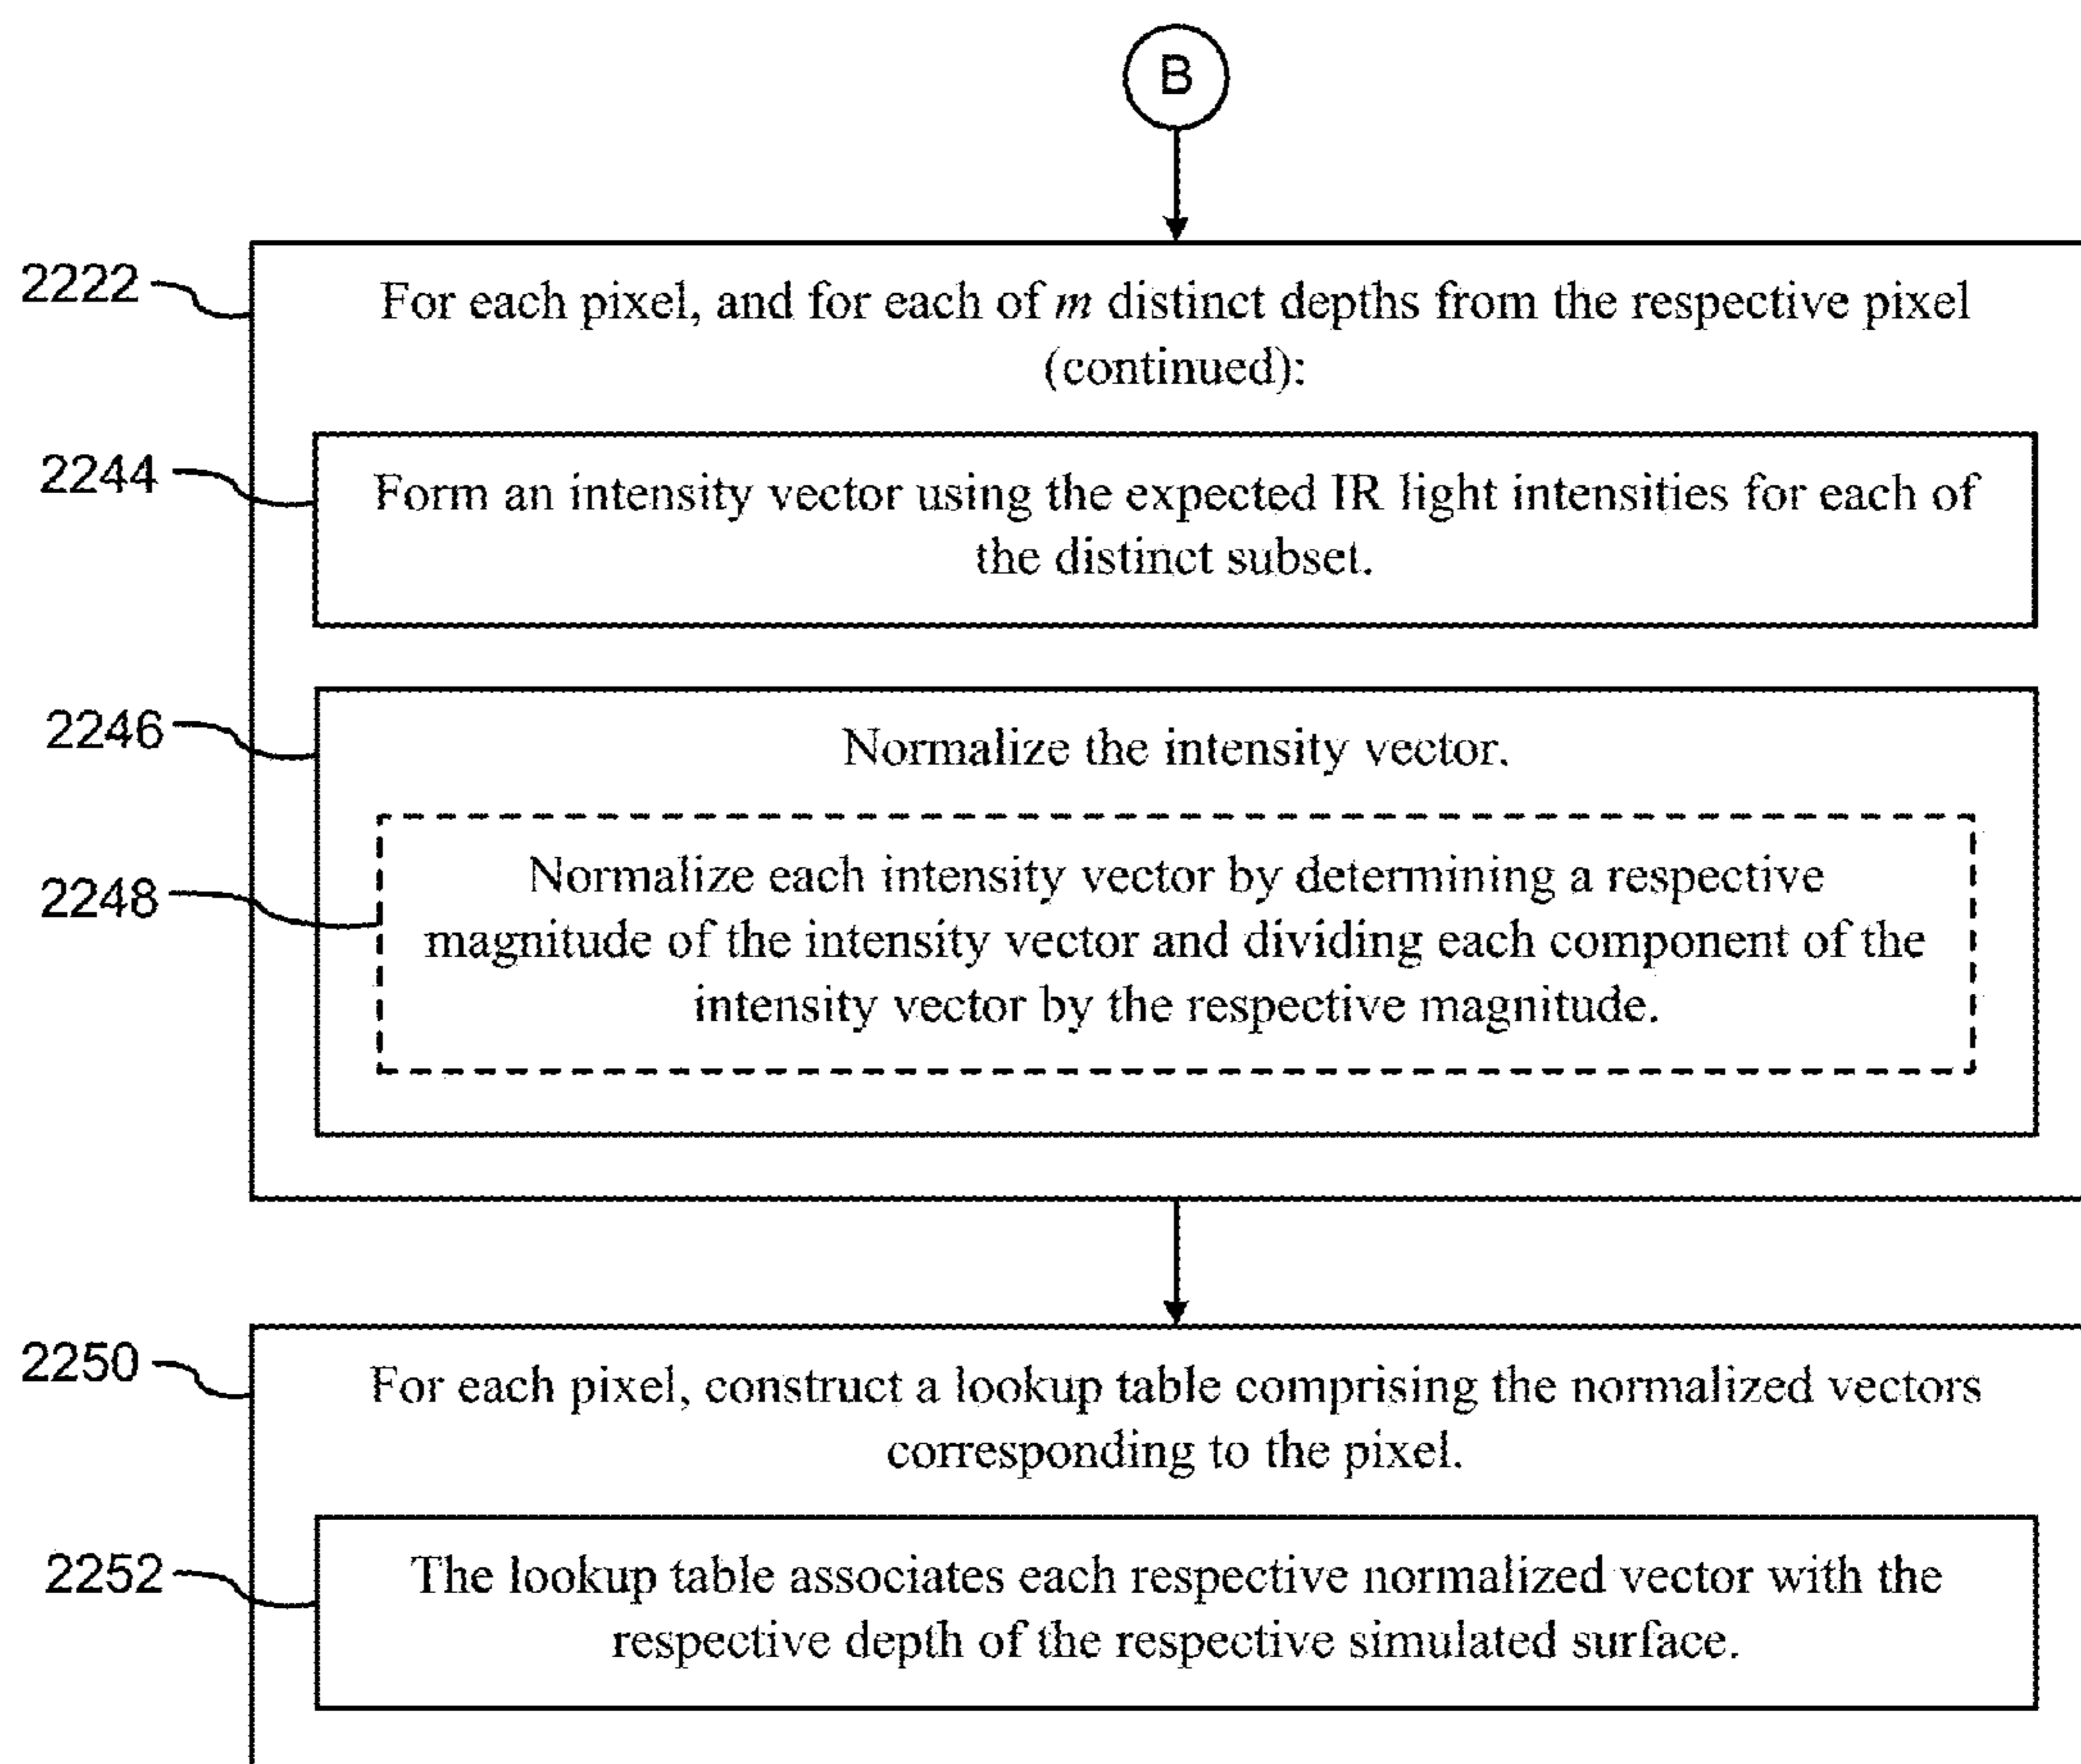 B
2222
For each pixel, and for each of m distinct depths from the respective pixel
(continued):
2244
Form an intensity vector using the expected IR light intensities for each of
the distinct subset.
2246
Normalize the intensity vector.
2248
Normalize each intensity vector by determining a respective
magnitude of the intensity vector and dividing each component of the
intensity vector by the respective magnitude.
2250
For each pixel, construct a lookup table comprising the normalized vectors
corresponding to the pixel.
2252
The lookup table associates each respective normalized vector with the
respective depth of the respective simulated surface.